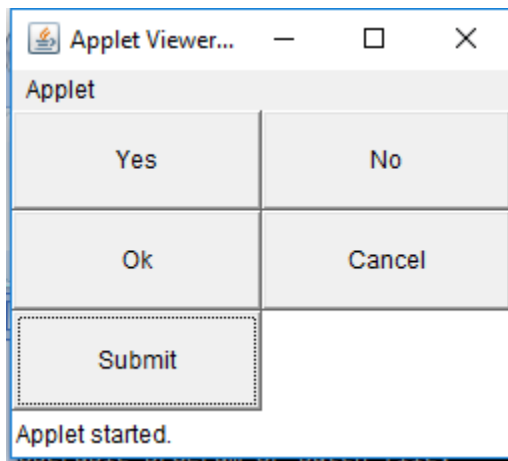 Applet Viewer...
Applet
Yes No
Ok Cancel
Submit
Applet started.